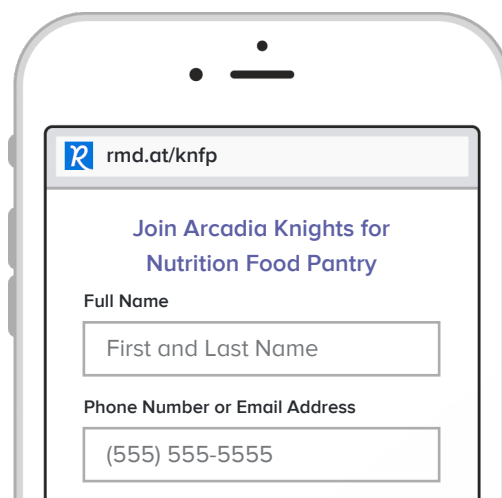 rmd.at/knfp
Join Arcadia Knights for
Nutrition Food Pantry
Full Name
First and Last Name
Phone Number or Email Address
(555) 555-5555